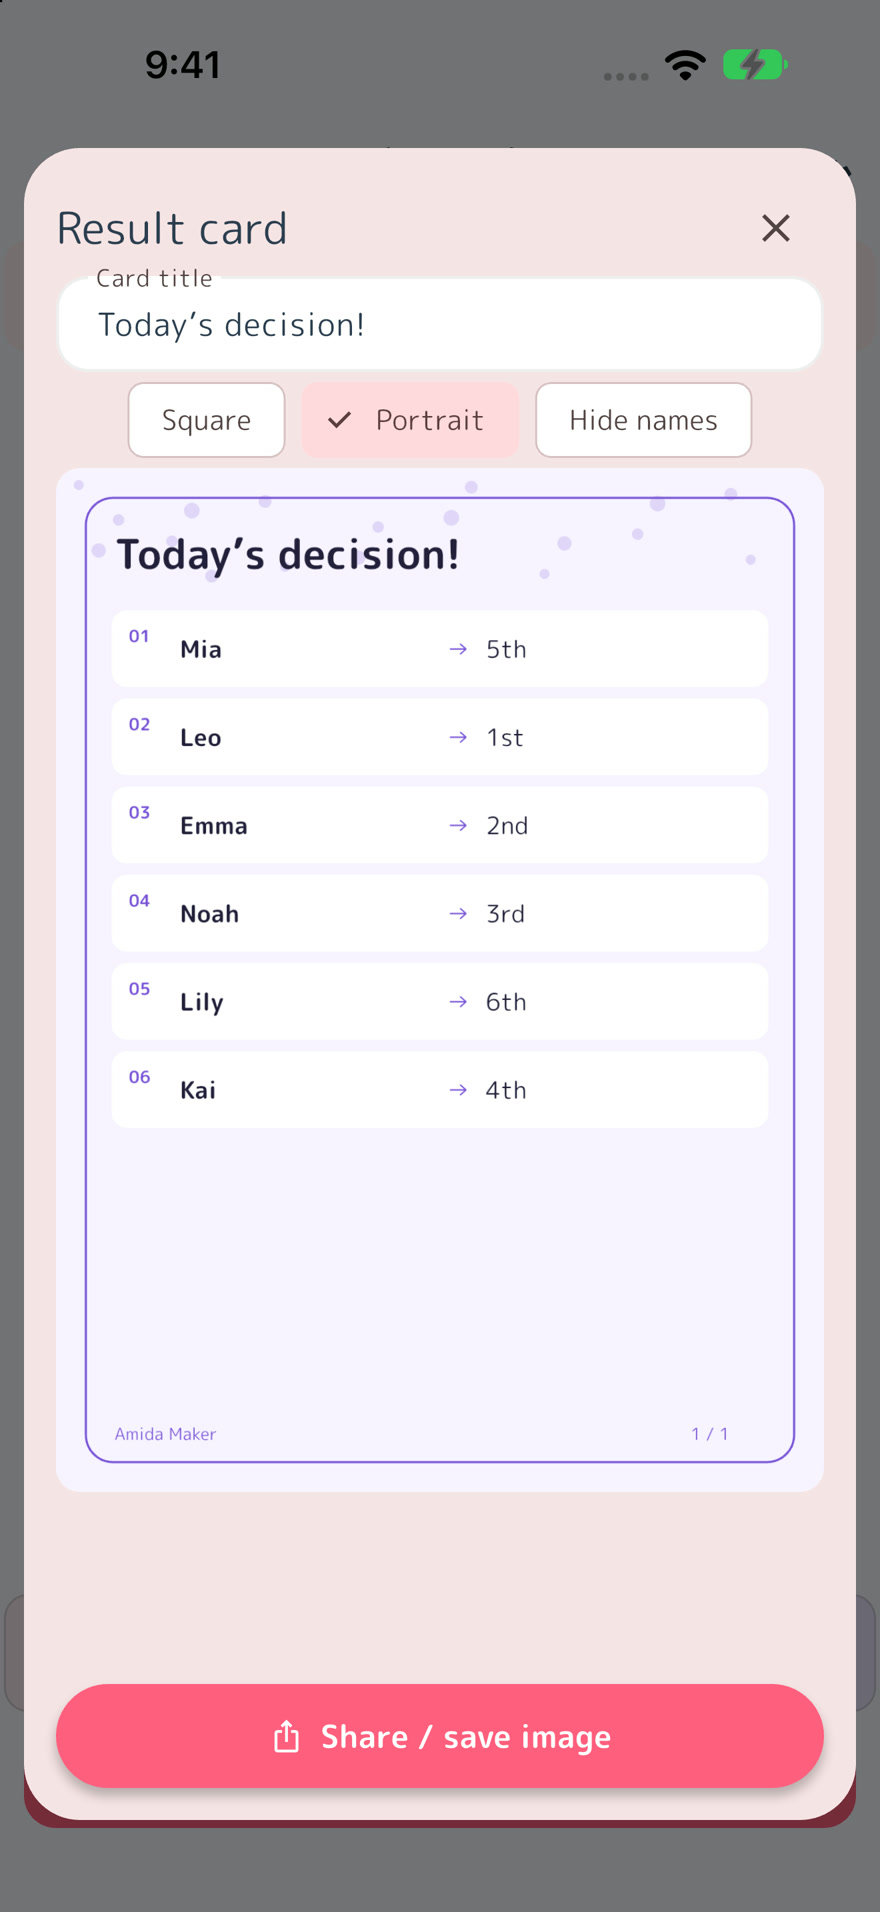 9:41
Result card
Card title
Today’s decision!
Square
Portrait
Hide names
Today’s decision!
01 Mia → 5th
02 Leo → 1st
03 Emma → 2nd
04 Noah → 3rd
05 Lily → 6th
06 Kai → 4th
Amida Maker 1 / 1
Share / save image